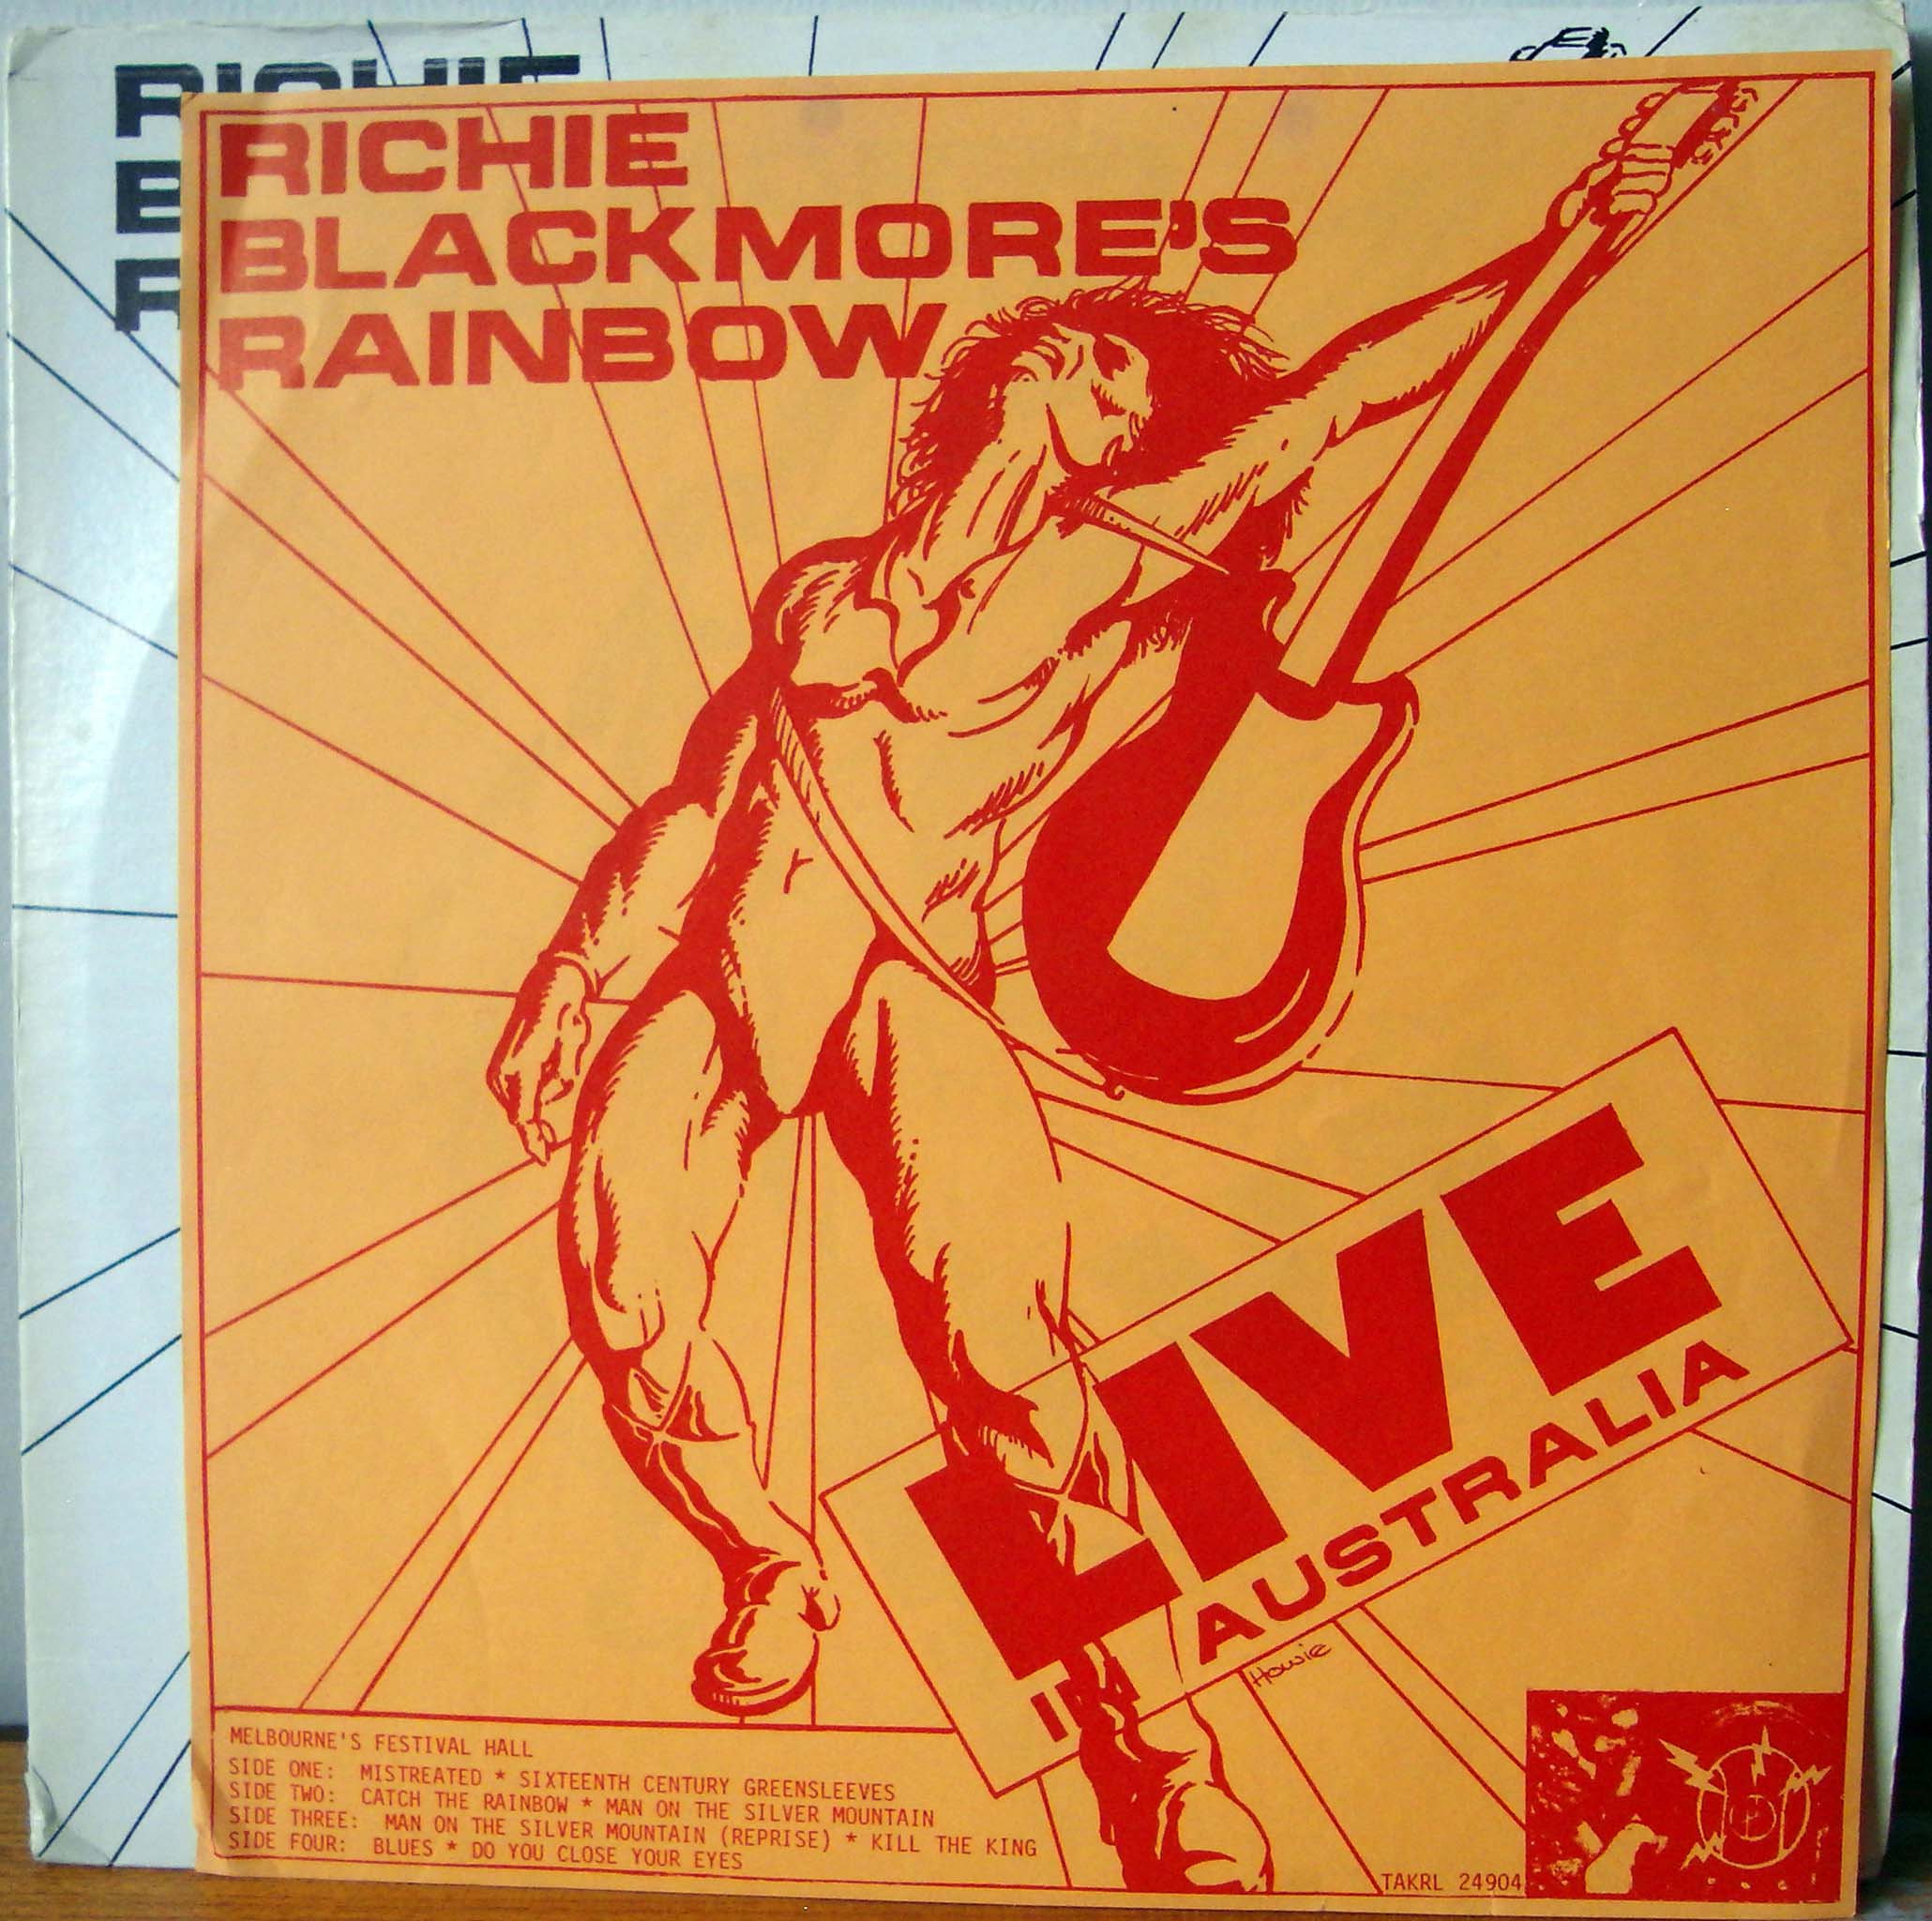 RICHIE
B
R
RICHIE
BLACKMORE'S
RAINBOW
LIVE
IN AUSTRALIA
Howie
MELBOURNE'S FESTIVAL HALL
SIDE ONE: MISTREATED * SIXTEENTH CENTURY GREENSLEEVES
SIDE TWO: CATCH THE RAINBOW * MAN ON THE SILVER MOUNTAIN
SIDE THREE: MAN ON THE SILVER MOUNTAIN (REPRISE) * KILL THE KING
SIDE FOUR: BLUES * DO YOU CLOSE YOUR EYES
TAKRL 24904